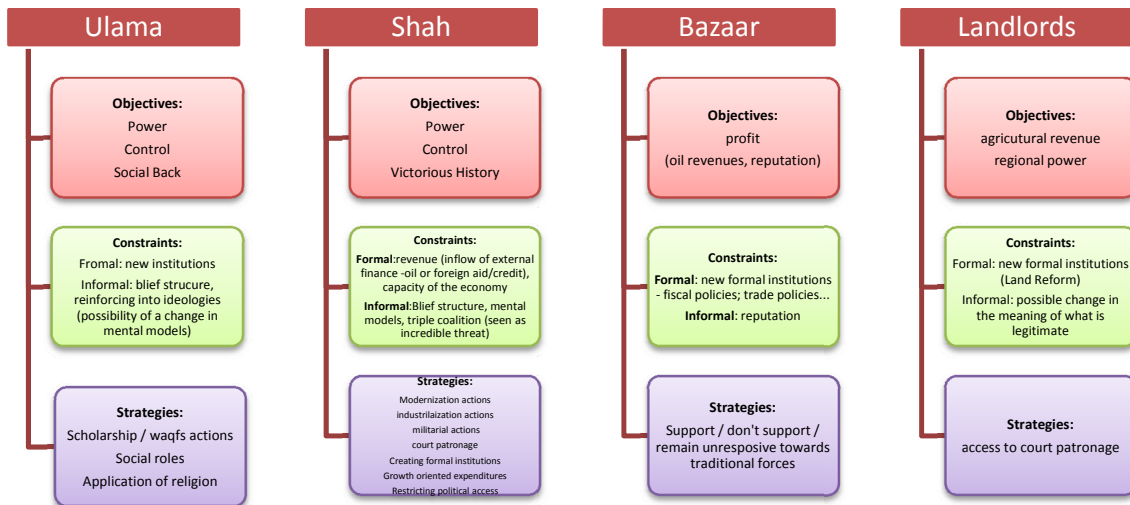 Ulama
Objectives:
Power
Control
Social Back
Constraints:
Fromal: new institutions
Informal: blief strucure,
reinforcing into ideologies
(possibility of a change in
mental models)
Strategies:
Scholarship / waqfs actions
Social roles
Application of religion
Shah
Objectives:
Power
Control
Victorious History
Constraints:
Formal:revenue (inflow of external
finance -oil or foreign aid/credit),
capacity of the economy
Informal:Blief structure, mental
models, triple coalition (seen as
incredible threat)
Strategies:
Modernization actions
industrilaization actions
militarial actions
court patronage
Creating formal institutions
Growth oriented expenditures
Restricting political access
Bazaar
Objectives:
profit
(oil revenues, reputation)
Constraints:
Formal: new formal institutions
- fiscal policies; trade policies...
Informal: reputation
Strategies:
Support / don't support /
remain unresposive towards
traditional forces
Landlords
Objectives:
agricutural revenue
regional power
Constraints:
Formal: new formal institutions
(Land Reform)
Informal: possible change in
the meaning of what is
legitimate
Strategies:
access to court patronage